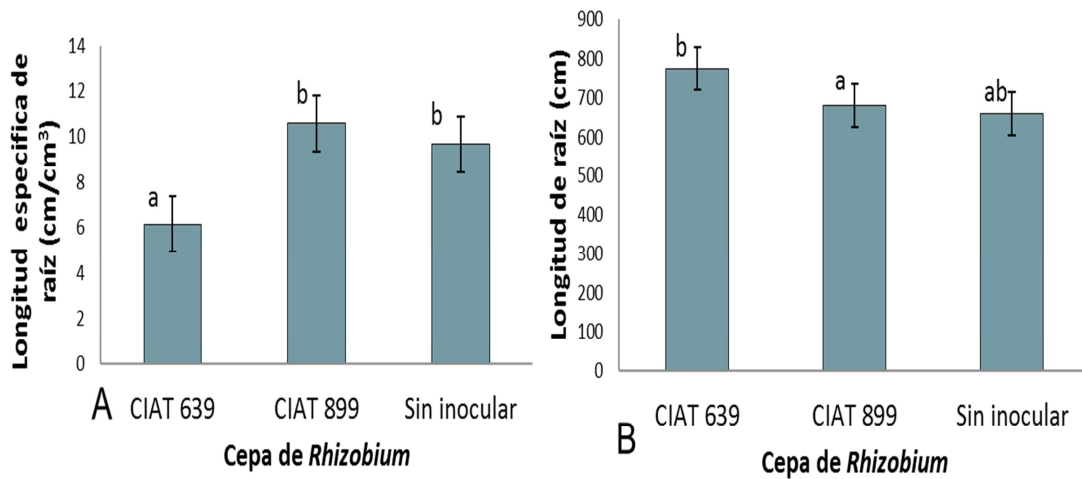 Longitud especifica de
raíz (cm/cm³)
14
12
10
8
6
4
2
0
a
b
b
A
CIAT 639
CIAT 899
Sin inocular
Cepa de Rhizobium
Longitud de raíz (cm)
900
800
700
600
500
400
300
200
100
0
b
a
ab
B
CIAT 639
CIAT 899
Sin inocular
Cepa de Rhizobium